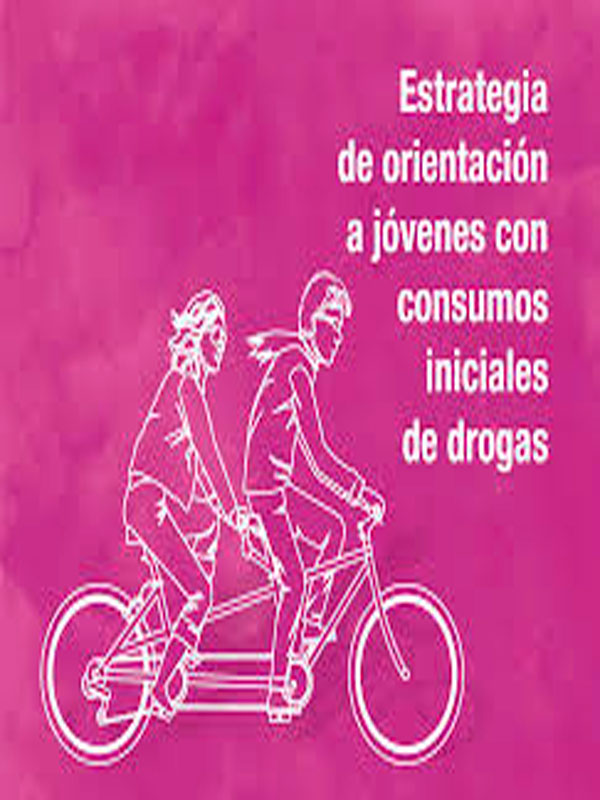 Estrategia
de orientación
a jóvenes con
consumos
iniciales
de drogas